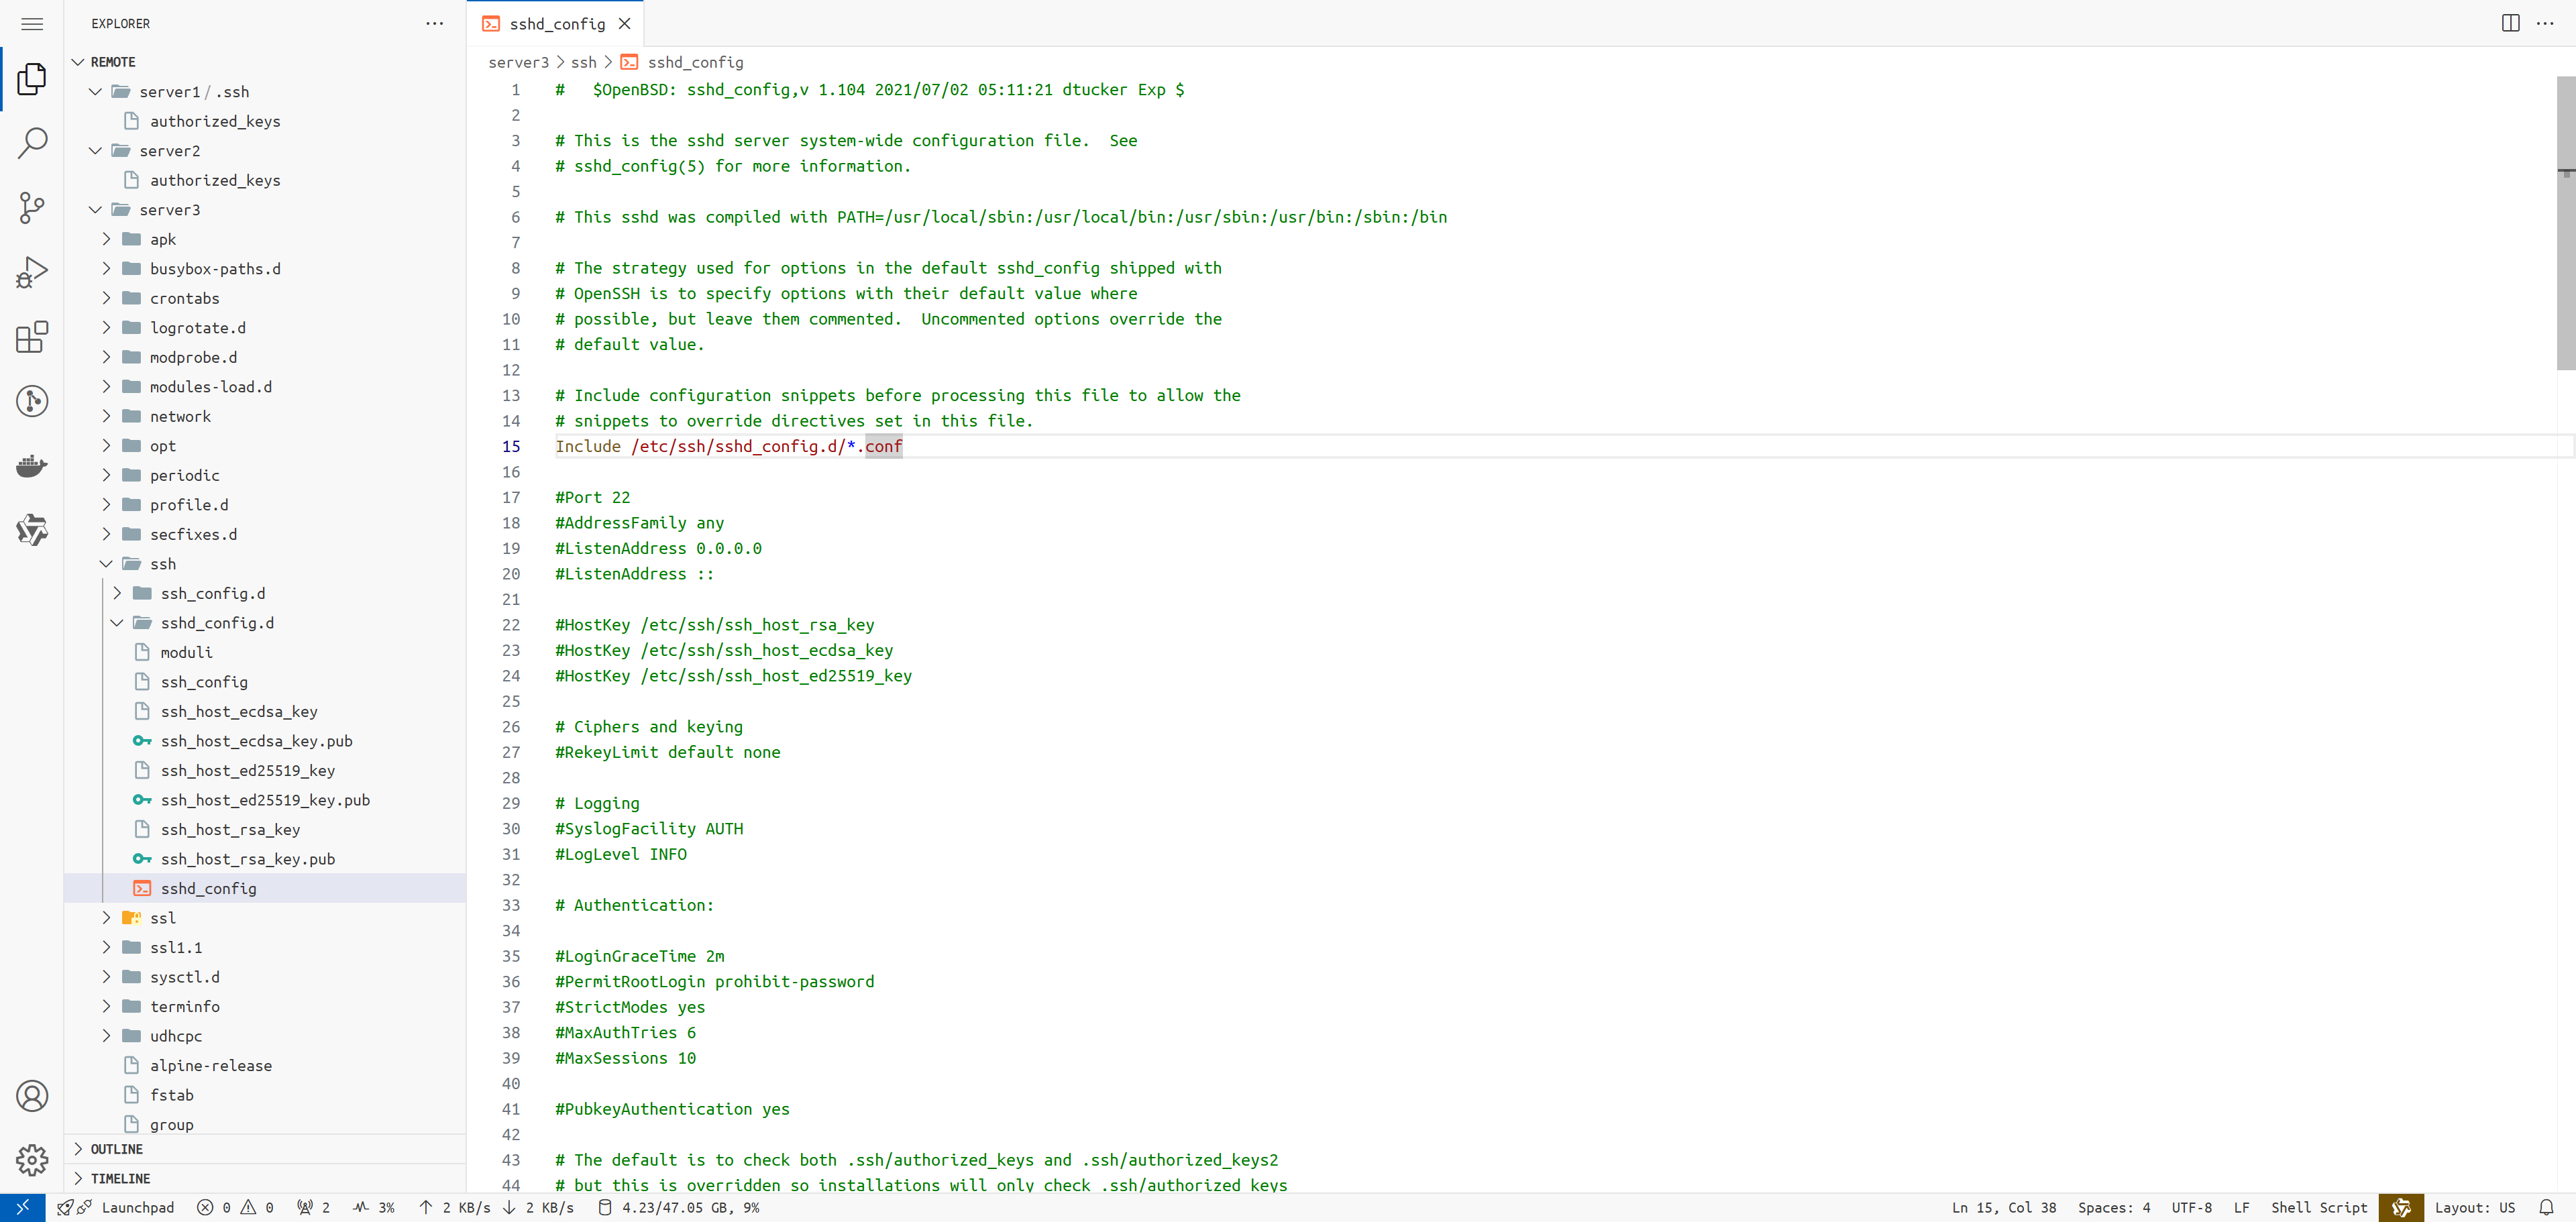 EXPLORER
REMOTE
server1 / .ssh
authorized_keys
server2
authorized_keys
server3
apk
busybox-paths.d
crontabs
logrotate.d
modprobe.d
modules-load.d
network
opt
periodic
profile.d
secfixes.d
ssh
ssh_config.d
sshd_config.d
moduli
ssh_config
ssh_host_ecdsa_key
ssh_host_ecdsa_key.pub
ssh_host_ed25519_key
ssh_host_ed25519_key.pub
ssh_host_rsa_key
ssh_host_rsa_key.pub
sshd_config
ssl
ssl1.1
sysctl.d
terminfo
udhcpc
alpine-release
fstab
group
OUTLINE
TIMELINE
sshd_config
server3 > ssh > sshd_config
1 #   $OpenBSD: sshd_config,v 1.104 2021/07/02 05:11:21 dtucker Exp $
2
3 # This is the sshd server system-wide configuration file.  See
4 # sshd_config(5) for more information.
5
6 # This sshd was compiled with PATH=/usr/local/sbin:/usr/local/bin:/usr/sbin:/usr/bin:/sbin:/bin
7
8 # The strategy used for options in the default sshd_config shipped with
9 # OpenSSH is to specify options with their default value where
10 # possible, but leave them commented.  Uncommented options override the
11 # default value.
12
13 # Include configuration snippets before processing this file to allow the
14 # snippets to override directives set in this file.
15 Include /etc/ssh/sshd_config.d/*.conf
16
17 #Port 22
18 #AddressFamily any
19 #ListenAddress 0.0.0.0
20 #ListenAddress ::
21
22 #HostKey /etc/ssh/ssh_host_rsa_key
23 #HostKey /etc/ssh/ssh_host_ecdsa_key
24 #HostKey /etc/ssh/ssh_host_ed25519_key
25
26 # Ciphers and keying
27 #RekeyLimit default none
28
29 # Logging
30 #SyslogFacility AUTH
31 #LogLevel INFO
32
33 # Authentication:
34
35 #LoginGraceTime 2m
36 #PermitRootLogin prohibit-password
37 #StrictModes yes
38 #MaxAuthTries 6
39 #MaxSessions 10
40
41 #PubkeyAuthentication yes
42
43 # The default is to check both .ssh/authorized_keys and .ssh/authorized_keys2
44 # but this is overridden so installations will only check .ssh/authorized_keys
Launchpad 0 0 2 3% 2 KB/s 2 KB/s 4.23/47.05 GB, 9% Ln 15, Col 38 Spaces: 4 UTF-8 LF Shell Script Layout: US